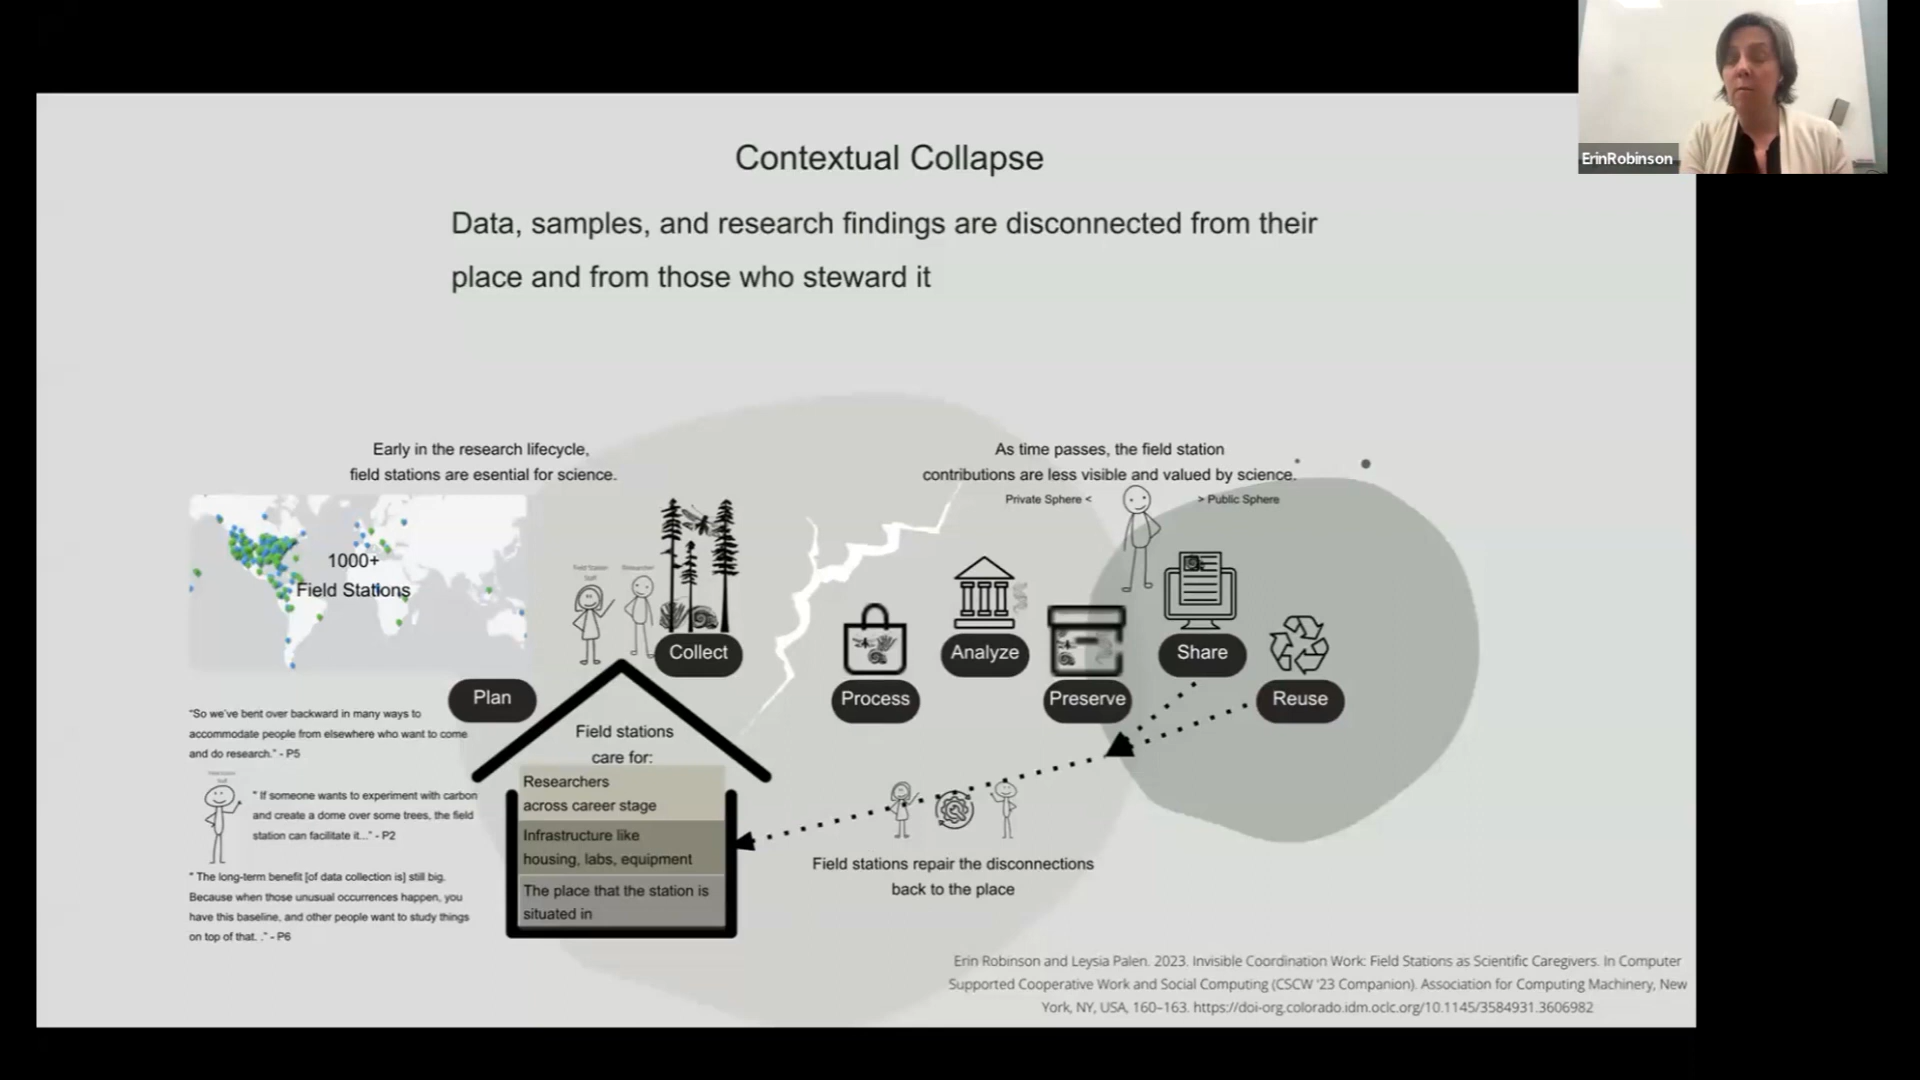 ErinRobinson
Contextual Collapse
Data, samples, and research findings are disconnected from their
place and from those who steward it
Early in the research lifecycle,
field stations are esential for science.
1000+
Field Stations
Field Station
Staff
Researcher
Collect
Plan
"So we've bent over backward in many ways to
accommodate people from elsewhere who want to come
and do research." - P5
" If someone wants to experiment with carbon
and create a dome over some trees, the field
station can facilitate it..." - P2
" The long-term benefit [of data collection is] still big.
Because when those unusual occurrences happen, you
have this baseline, and other people want to study things
on top of that. ." - P6
Field stations
care for:
Researchers
across career stage
Infrastructure like
housing, labs, equipment
The place that the station is
situated in
As time passes, the field station
contributions are less visible and valued by science.
Private Sphere <
> Public Sphere
Process
Analyze
Preserve
Share
Reuse
Field stations repair the disconnections
back to the place
Erin Robinson and Leysia Palen. 2023. Invisible Coordination Work: Field Stations as Scientific Caregivers. In Computer
Supported Cooperative Work and Social Computing (CSCW '23 Companion). Association for Computing Machinery, New
York, NY, USA, 160–163. https://doi-org.colorado.idm.oclc.org/10.1145/3584931.3606982